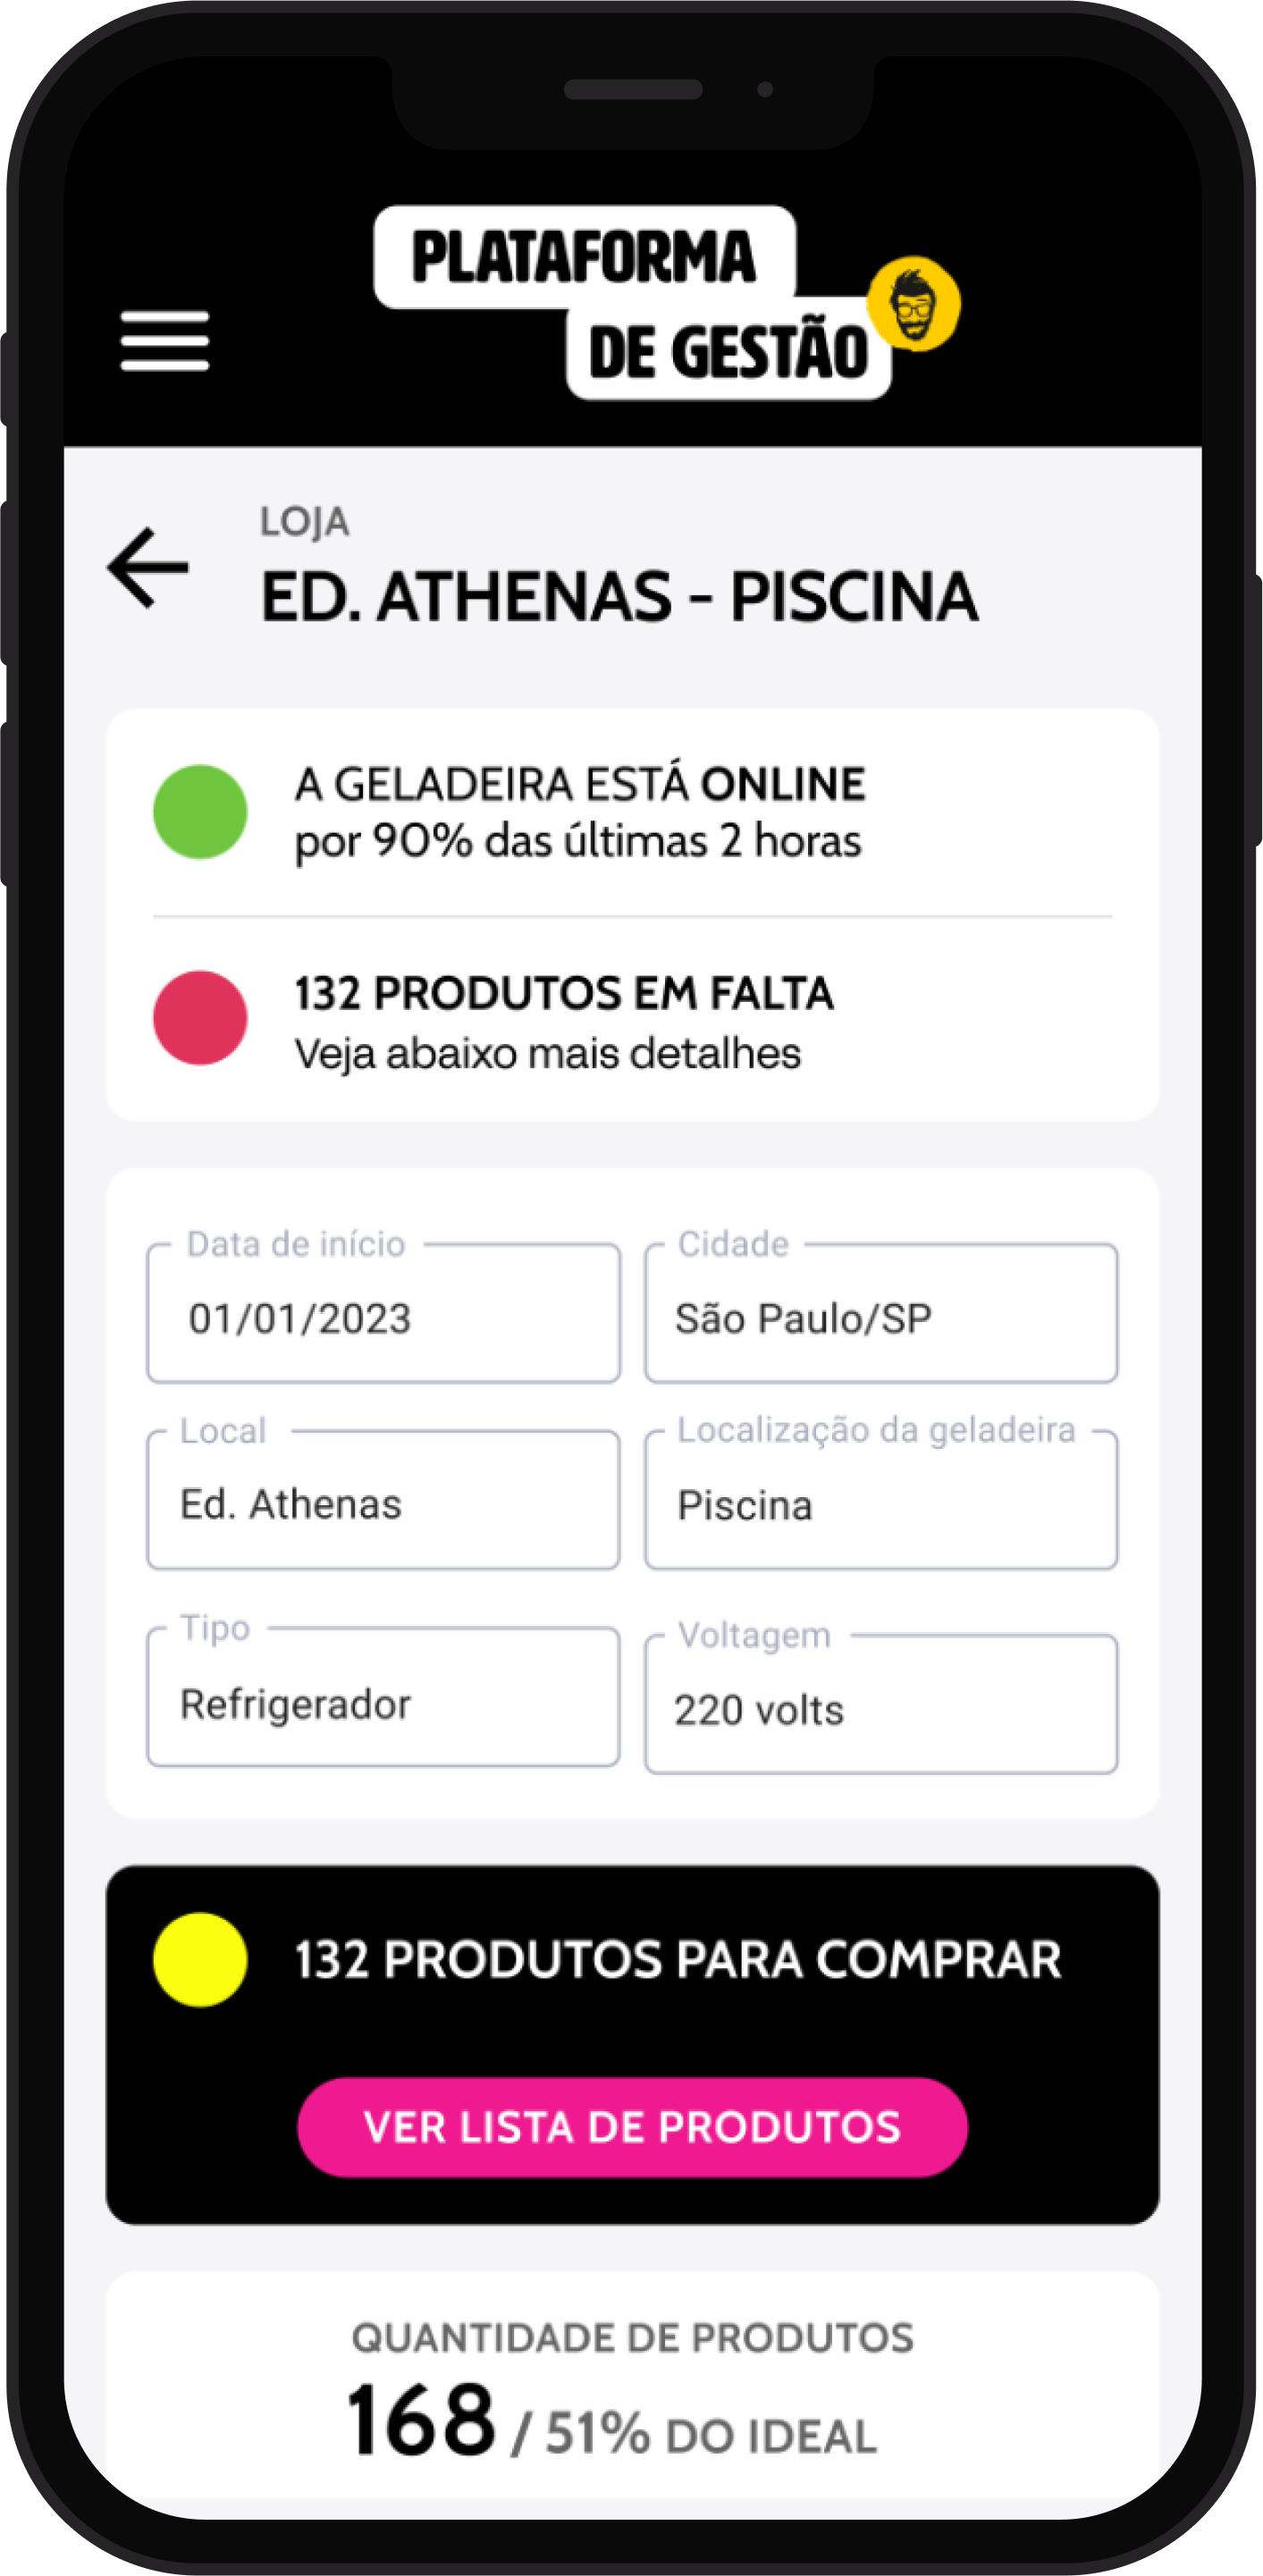 PLATAFORMA
DE GESTÃO
LOJA
ED. ATHENAS - PISCINA
A GELADEIRA ESTÁ ONLINE
por 90% das últimas 2 horas
132 PRODUTOS EM FALTA
Veja abaixo mais detalhes
Data de início
01/01/2023
Cidade
São Paulo/SP
Local
Ed. Athenas
Localização da geladeira
Piscina
Tipo
Refrigerador
Voltagem
220 volts
132 PRODUTOS PARA COMPRAR
VER LISTA DE PRODUTOS
QUANTIDADE DE PRODUTOS
168 / 51% DO IDEAL